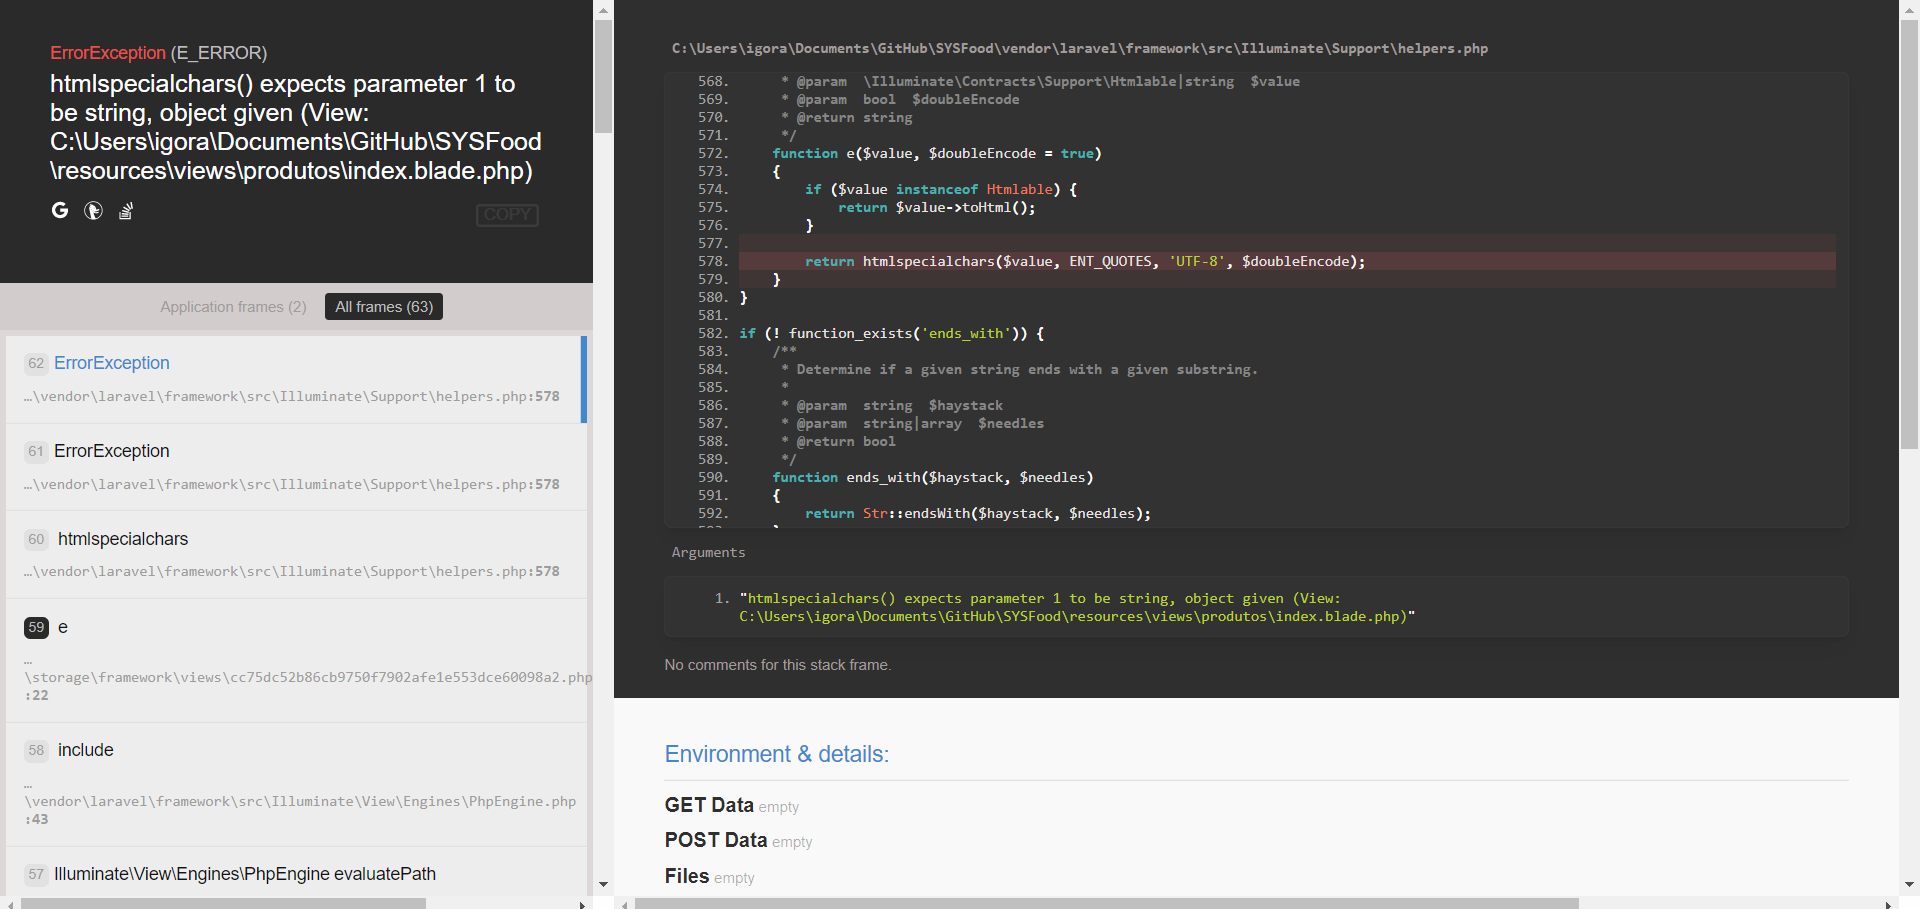 ErrorException (E_ERROR)
htmlspecialchars() expects parameter 1 to
be string, object given (View:
C:\Users\igora\Documents\GitHub\SYSFood
\resources\views\produtos\index.blade.php)
COPY
Application frames (2) All frames (63)
62 ErrorException
…\vendor\laravel\framework\src\Illuminate\Support\helpers.php:578
61 ErrorException
…\vendor\laravel\framework\src\Illuminate\Support\helpers.php:578
60 htmlspecialchars
…\vendor\laravel\framework\src\Illuminate\Support\helpers.php:578
59 e
…
\storage\framework\views\cc75dc52b86cb9750f7902afe1e553dce60098a2.php
:22
58 include
…
\vendor\laravel\framework\src\Illuminate\View\Engines\PhpEngine.php
:43
57 Illuminate\View\Engines\PhpEngine evaluatePath
C:\Users\igora\Documents\GitHub\SYSFood\vendor\laravel\framework\src\Illuminate\Support\helpers.php
568. * @param  \Illuminate\Contracts\Support\Htmlable|string  $value
569. * @param  bool  $doubleEncode
570. * @return string
571. */
572. function e($value, $doubleEncode = true)
573. {
574. if ($value instanceof Htmlable) {
575. return $value->toHtml();
576. }
577.
578. return htmlspecialchars($value, ENT_QUOTES, 'UTF-8', $doubleEncode);
579. }
580. }
581.
582. if (! function_exists('ends_with')) {
583. /**
584. * Determine if a given string ends with a given substring.
585. *
586. * @param  string  $haystack
587. * @param  string|array  $needles
588. * @return bool
589. */
590. function ends_with($haystack, $needles)
591. {
592. return Str::endsWith($haystack, $needles);
Arguments
1. "htmlspecialchars() expects parameter 1 to be string, object given (View:
C:\Users\igora\Documents\GitHub\SYSFood\resources\views\produtos\index.blade.php)"
No comments for this stack frame.
Environment & details:
GET Data empty
POST Data empty
Files empty